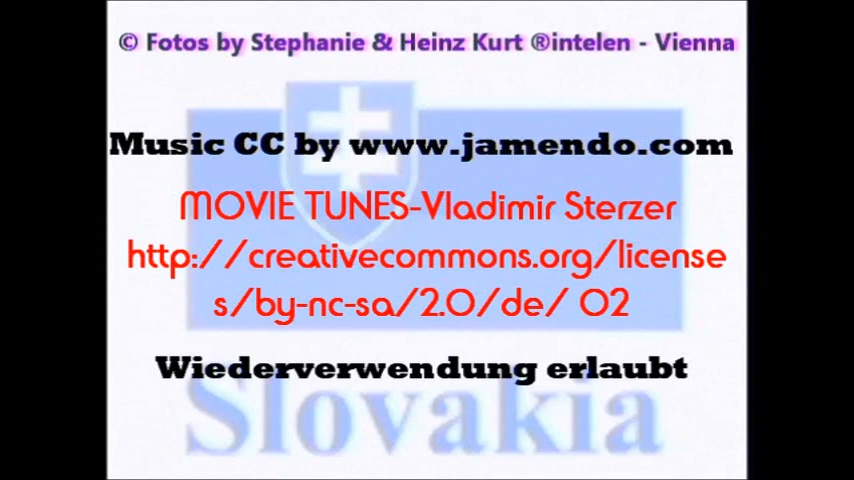 © Fotos by Stephanie & Heinz Kurt ®intelen - Vienna
Music CC by www.jamendo.com
MOVIE TUNES-Vladimir Sterzer
http://creativecommons.org/license
s/by-nc-sa/2.0/de/ 02
Wiederverwendung erlaubt
Slovakia